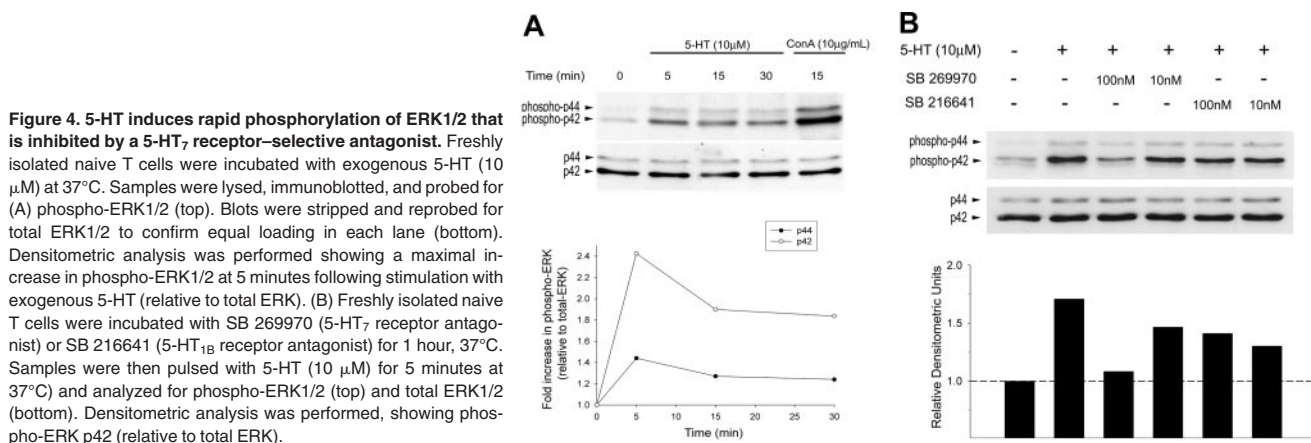 Figure 4. 5-HT induces rapid phosphorylation of ERK1/2 that
is inhibited by a 5-HT7 receptor–selective antagonist. Freshly
isolated naive T cells were incubated with exogenous 5-HT (10
μM) at 37°C. Samples were lysed, immunoblotted, and probed for
(A) phospho-ERK1/2 (top). Blots were stripped and reprobed for
total ERK1/2 to confirm equal loading in each lane (bottom).
Densitometric analysis was performed showing a maximal in-
crease in phospho-ERK1/2 at 5 minutes following stimulation with
exogenous 5-HT (relative to total ERK). (B) Freshly isolated naive
T cells were incubated with SB 269970 (5-HT7 receptor antago-
nist) or SB 216641 (5-HT1B receptor antagonist) for 1 hour, 37°C.
Samples were then pulsed with 5-HT (10 μM) for 5 minutes at
37°C) and analyzed for phospho-ERK1/2 (top) and total ERK1/2
(bottom). Densitometric analysis was performed, showing phos-
pho-ERK p42 (relative to total ERK).
A
5-HT (10μM) ConA (10μg/mL)
Time (min) 0 5 15 30 15
phospho-p44
phospho-p42
p44
p42
p44
p42
Fold increase in phospho-ERK
(relative to total-ERK)
2.4
2.2
2.0
1.8
1.6
1.4
1.2
1.0
0 5 10 15 20 25 30
Time (min)
B
5-HT (10μM) - + + + + +
SB 269970 - - 100nM 10nM - -
SB 216641 - - - - 100nM 10nM
phospho-p44
phospho-p42
p44
p42
Relative Densitometric Units
2.0
1.5
1.0